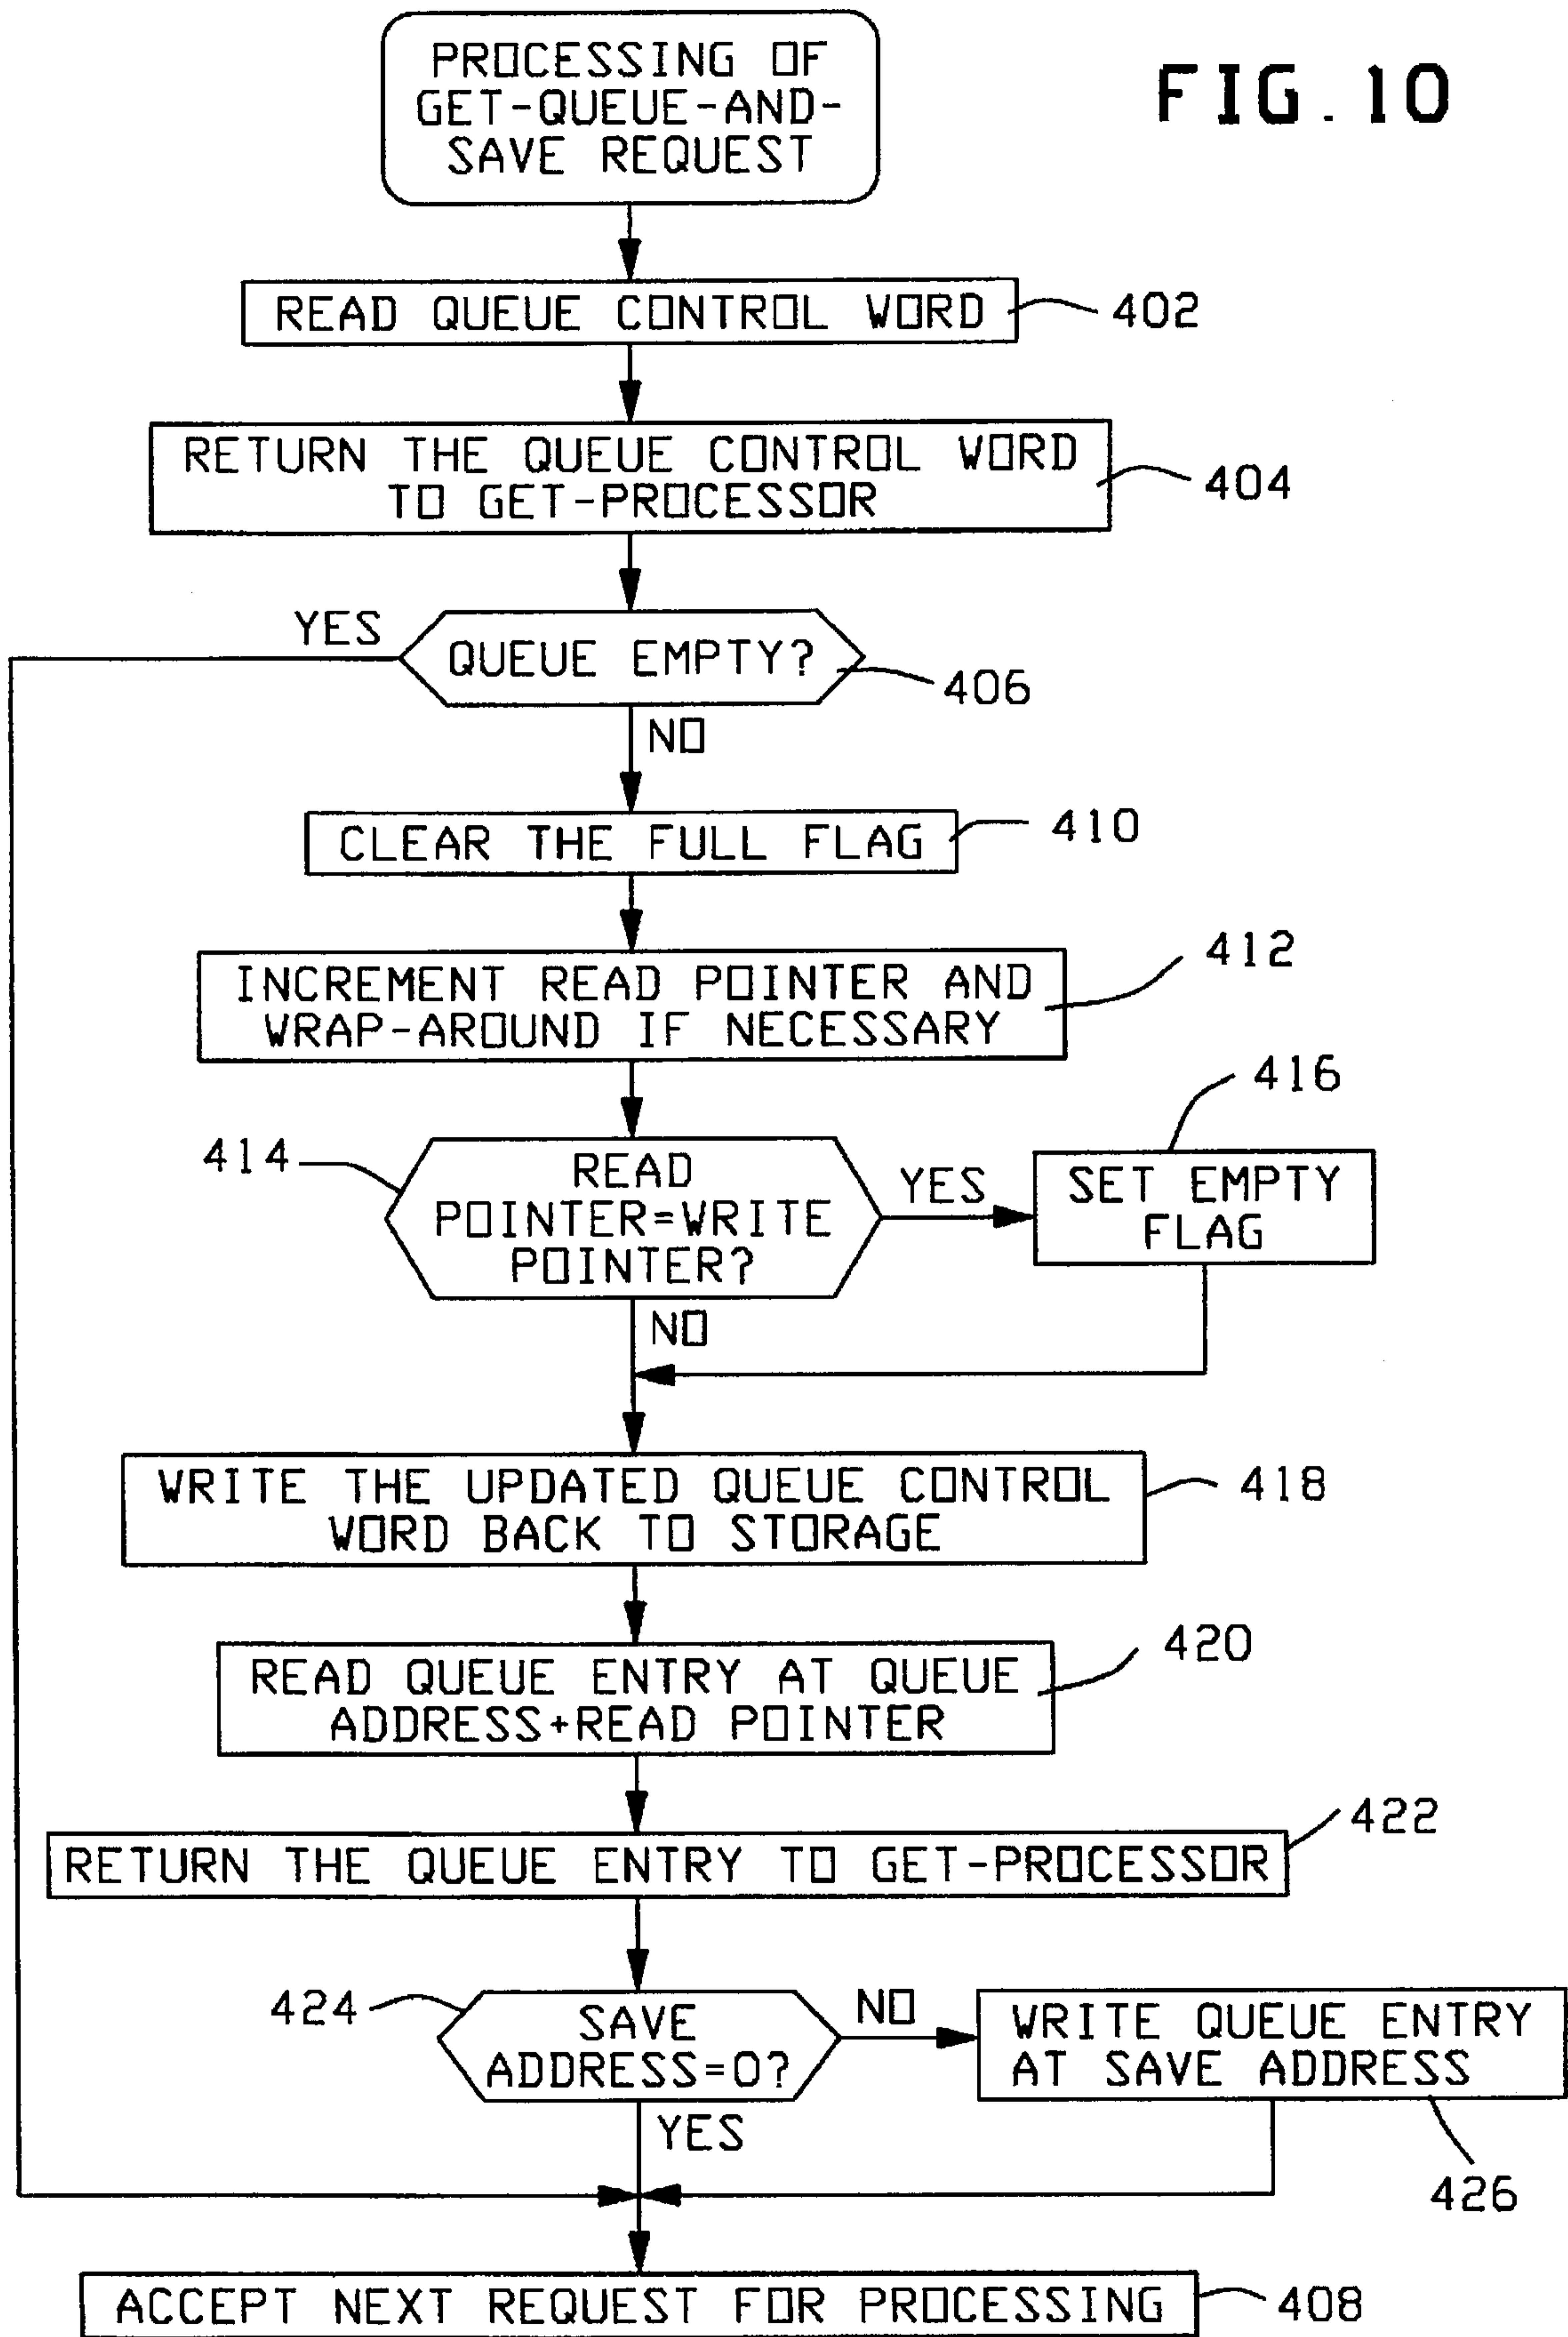 PROCESSING OF
GET-QUEUE-AND-
SAVE REQUEST
FIG. 10
READ QUEUE CONTROL WORD
402
RETURN THE QUEUE CONTROL WORD
TO GET-PROCESSOR
404
YES
QUEUE EMPTY?
406
NO
CLEAR THE FULL FLAG
410
INCREMENT READ POINTER AND
WRAP-AROUND IF NECESSARY
412
414
READ
POINTER=WRITE
POINTER?
YES
416
SET EMPTY
FLAG
NO
WRITE THE UPDATED QUEUE CONTROL
WORD BACK TO STORAGE
418
READ QUEUE ENTRY AT QUEUE
ADDRESS+READ POINTER
420
RETURN THE QUEUE ENTRY TO GET-PROCESSOR
422
424
SAVE
ADDRESS=0?
NO
WRITE QUEUE ENTRY
AT SAVE ADDRESS
426
YES
ACCEPT NEXT REQUEST FOR PROCESSING
408